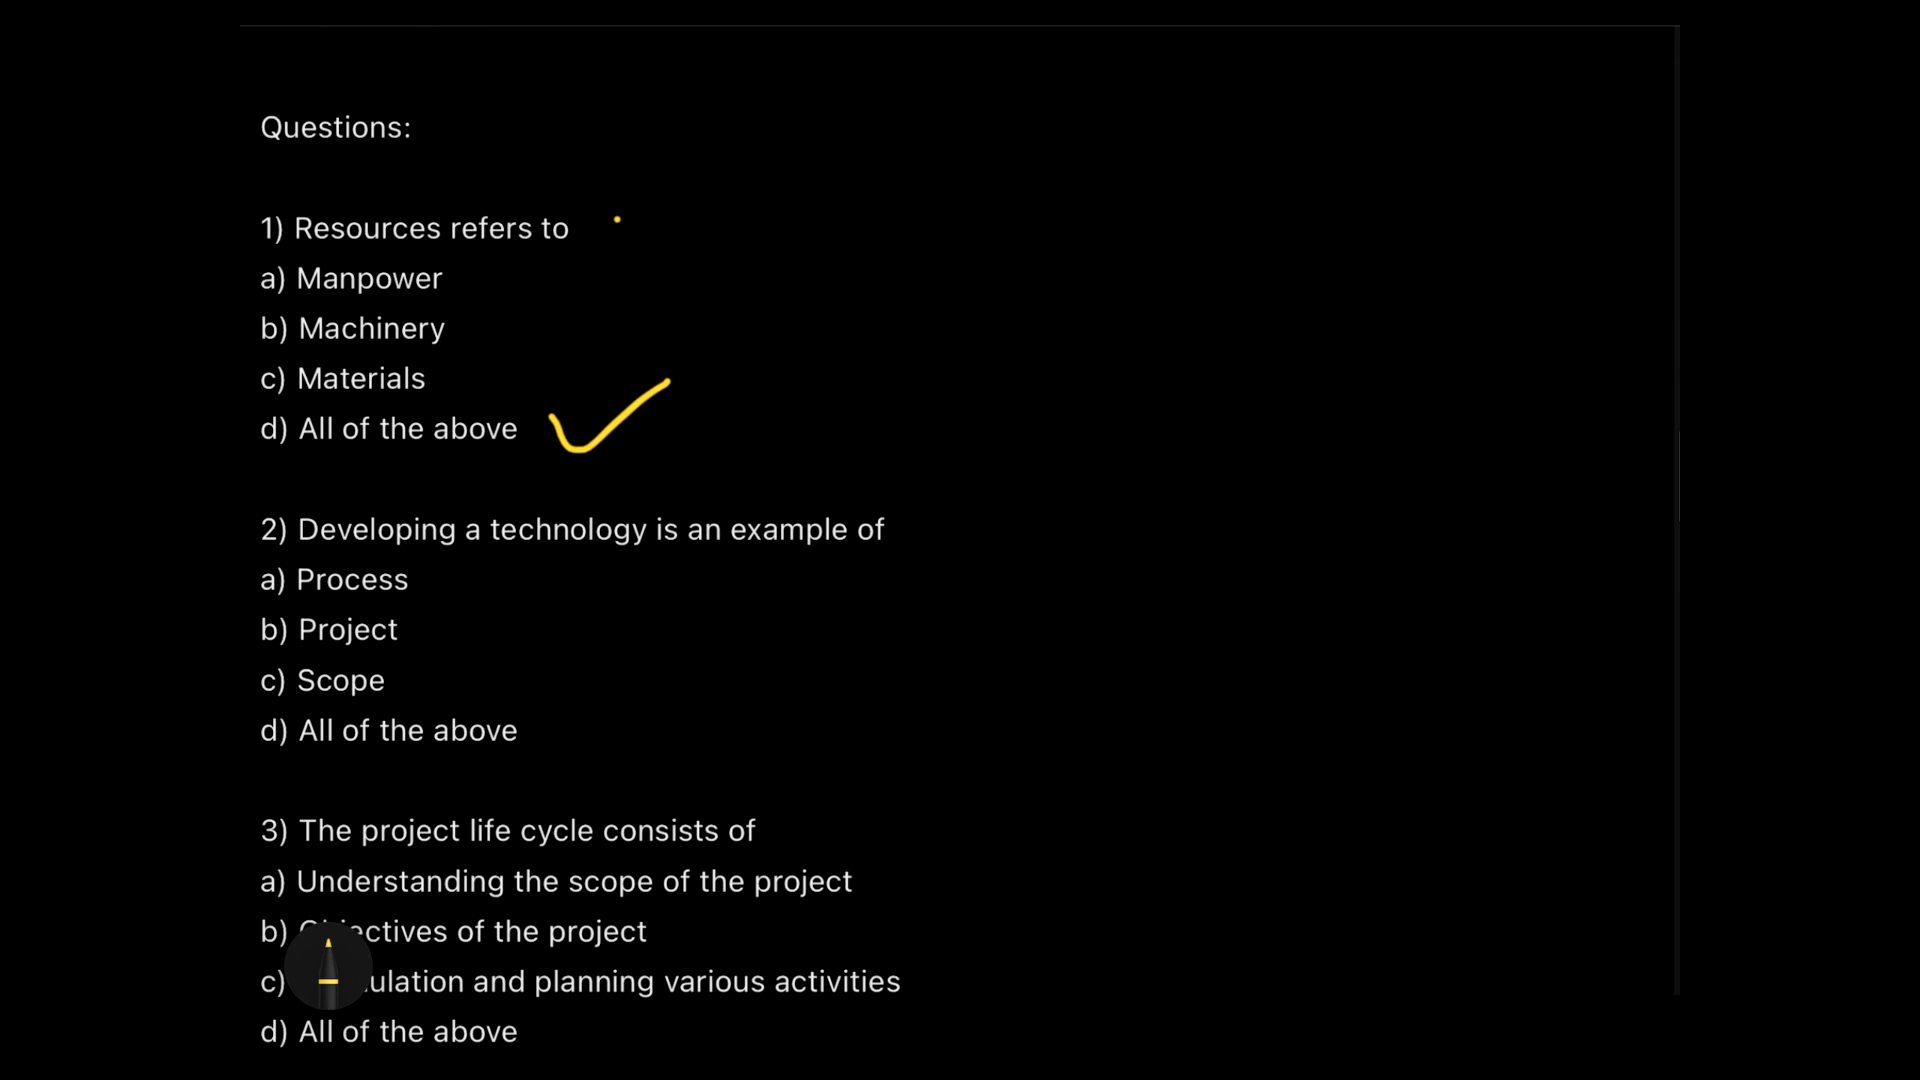 Questions:
1) Resources refers to
a) Manpower
b) Machinery
c) Materials
d) All of the above
2) Developing a technology is an example of
a) Process
b) Project
c) Scope
d) All of the above
3) The project life cycle consists of
a) Understanding the scope of the project
b) of the project
c) and planning various activities
d) All of the above